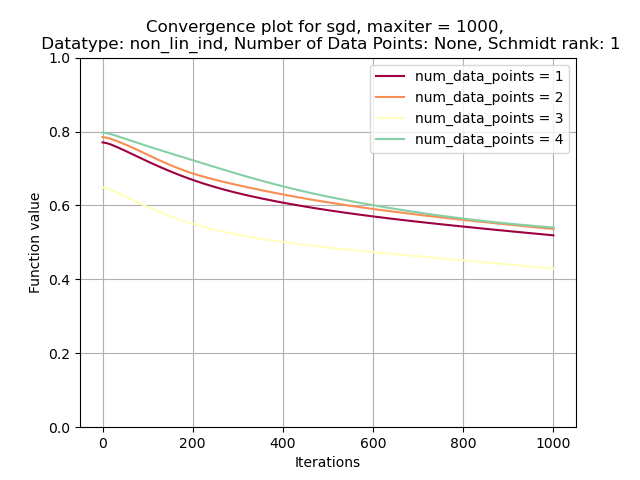 Convergence plot for sgd, maxiter = 1000,
Datatype: non_lin_ind, Number of Data Points: None, Schmidt rank: 1
1.0
0.8
0.6
0.4
0.2
0.0
Function value
num_data_points = 1
num_data_points = 2
num_data_points = 3
num_data_points = 4
0 200 400 600 800 1000
Iterations